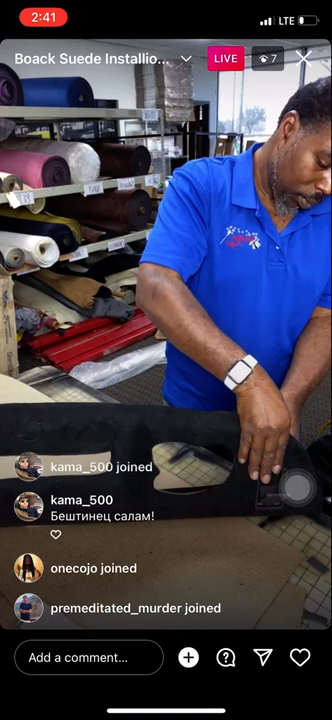 2:41
LTE
Boack Suede Installio...
LIVE
7
kama_500 joined
kama_500
Бештинец салам!
onecojo joined
premeditated_murder joined
Add a comment...